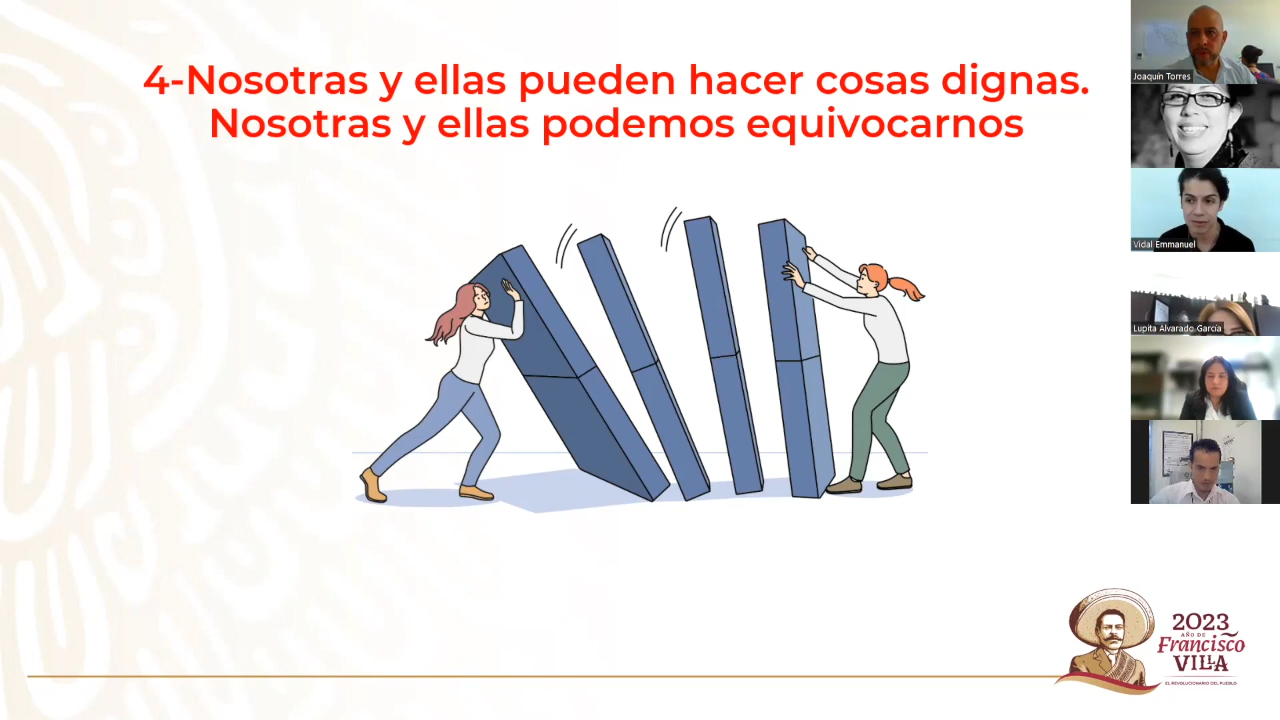 4-Nosotras y ellas pueden hacer cosas dignas.
Nosotras y ellas podemos equivocarnos
Joaquín Torres
Vidal Emmanuel
Lupita Alvarado García
2023
AÑO DE
Francisco
VILLA
EL REVOLUCIONARIO DEL PUEBLO